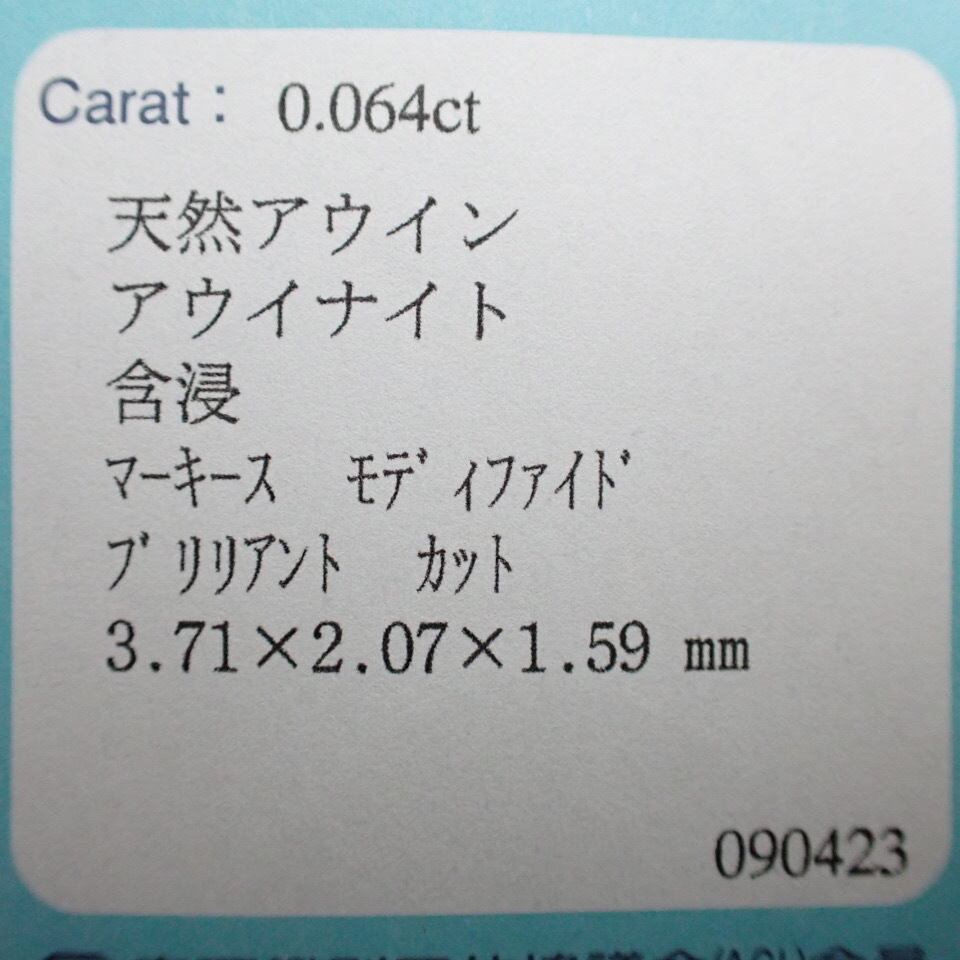 Carat : 0.064ct
天然アウイン
アウイナイト
含浸
ﾏｰｷｰｽ ﾓﾃﾞｨﾌｧｲﾄﾞ
ﾌﾞﾘﾘｱﾝﾄ ｶｯﾄ
3.71×2.07×1.59 mm
090423